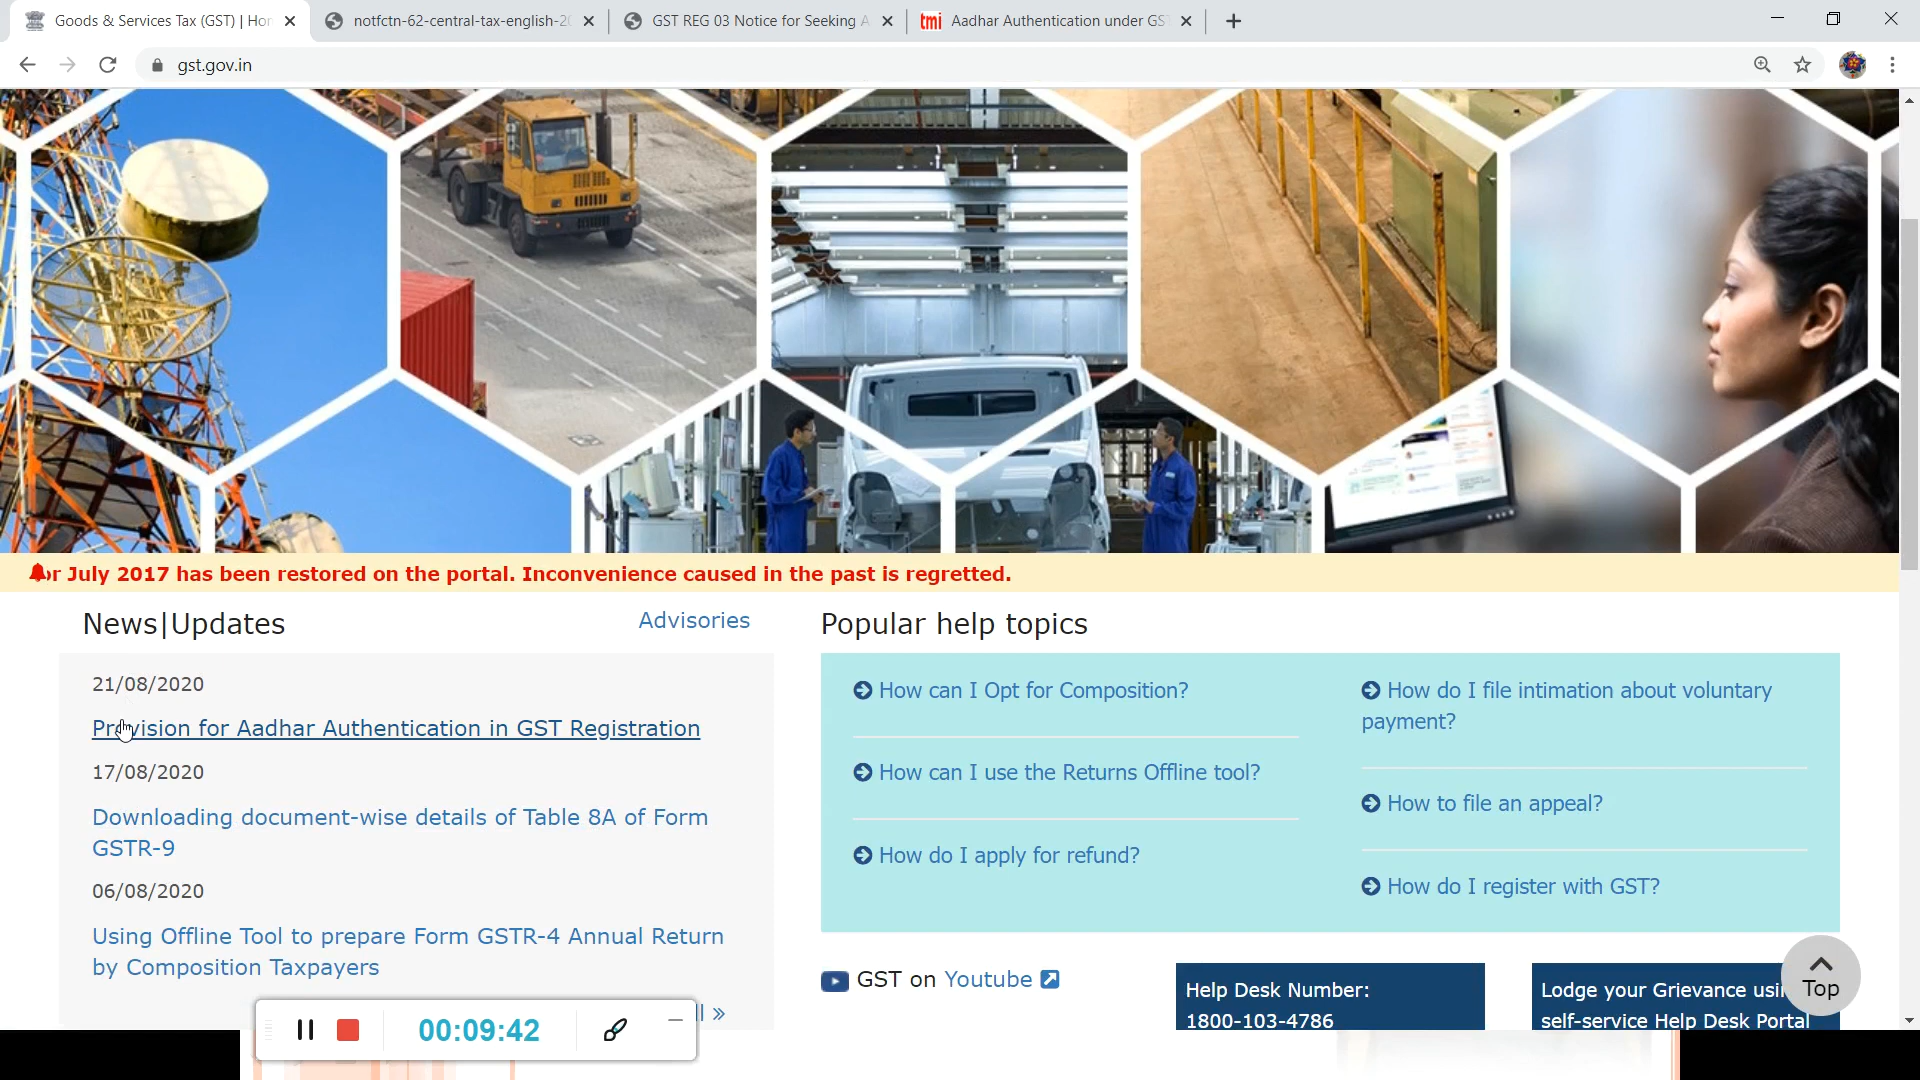 Goods & Services Tax (GST) | Hon
notfctn-62-central-tax-english-20
GST REG 03 Notice for Seeking A
tmi Aadhar Authentication under GST
gst.gov.in
or July 2017 has been restored on the portal. Inconvenience caused in the past is regretted.
News|Updates
Advisories
21/08/2020
Provision for Aadhar Authentication in GST Registration
17/08/2020
Downloading document-wise details of Table 8A of Form
GSTR-9
06/08/2020
Using Offline Tool to prepare Form GSTR-4 Annual Return
by Composition Taxpayers
Popular help topics
How can I Opt for Composition?
How can I use the Returns Offline tool?
How do I apply for refund?
How do I file intimation about voluntary
payment?
How to file an appeal?
How do I register with GST?
GST on Youtube
Help Desk Number:
1800-103-4786
Lodge your Grievance usi
self-service Help Desk Portal
Top
00:09:42